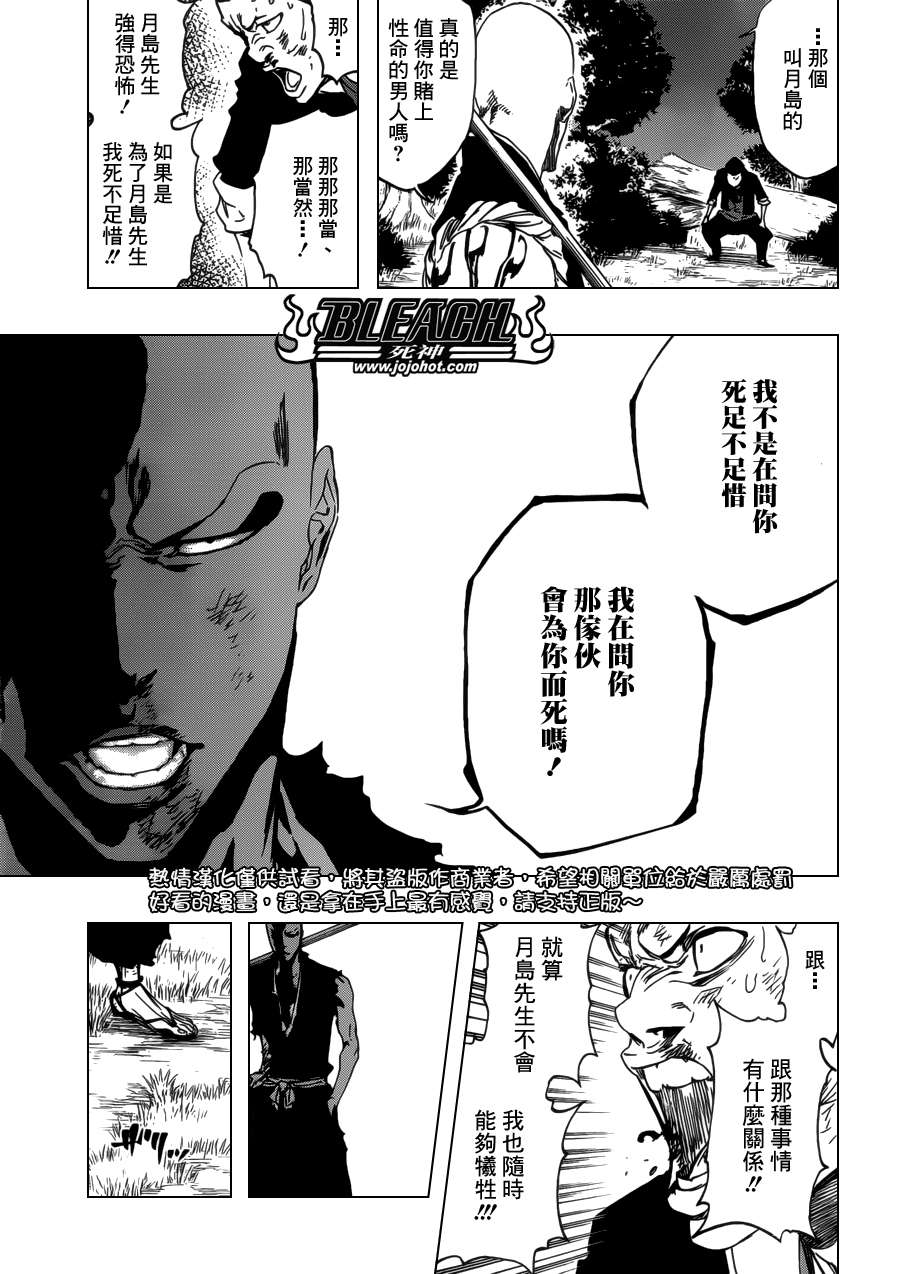 ⋯那個
叫月島的
真的是
值得你賭上
性命的男人嗎？
那⋯
月島先生
強得恐怖！
那那那當、
那當然⋯！
如果是
為了月島先生
我死不足惜!!
BLEACH
死神
www.jojohot.com
我不是在問你
死足不足惜
我在問你
那傢伙
會為你而死嗎！
熱情漢化僅供試看，將其盜版作商業者，希望相關單位給於嚴厲處罰
好看的漫畫，還是拿在手上最有感覺，請支持正版～
跟⋯
跟那種事情
有什麼關係!!
就算
月島先生不會
我也隨時
能夠犧牲!!!
ザリッ